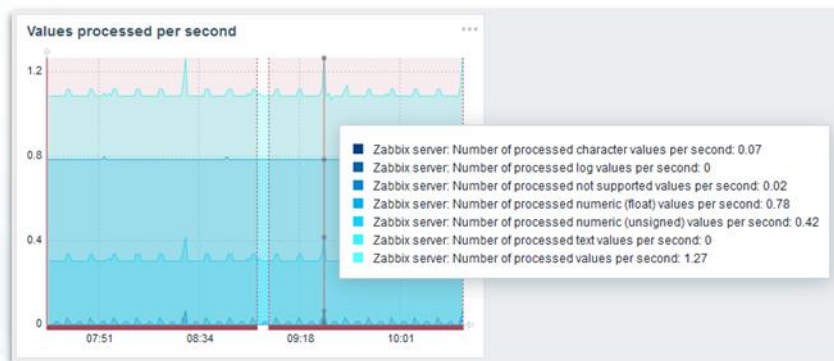 Values processed per second
1.2
0.8
0.4
0
07:51 08:34 09:18 10:01
Zabbix server: Number of processed character values per second: 0.07
Zabbix server: Number of processed log values per second: 0
Zabbix server: Number of processed not supported values per second: 0.02
Zabbix server: Number of processed numeric (float) values per second: 0.78
Zabbix server: Number of processed numeric (unsigned) values per second: 0.42
Zabbix server: Number of processed text values per second: 0
Zabbix server: Number of processed values per second: 1.27